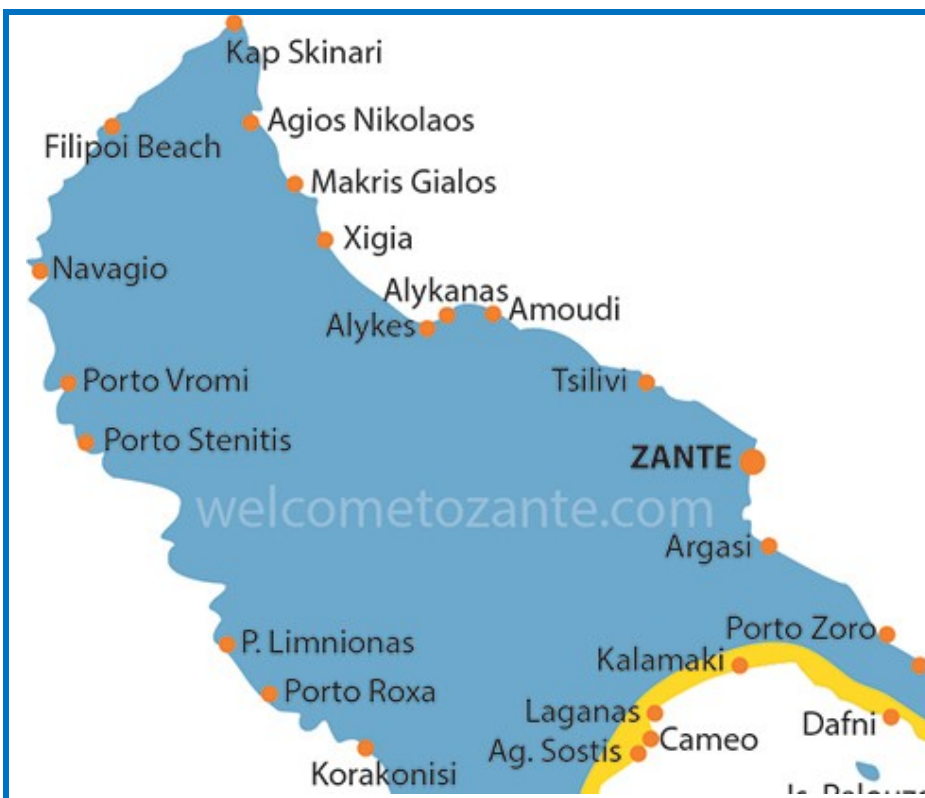 Kap Skinari
Agios Nikolaos
Filipoi Beach
Makris Gialos
Xigia
Navagio
Alykanas
Amoudi
Alykes
Porto Vromi
Tsilivi
Porto Stenitis
ZANTE
welcometozante.com
Argasi
Porto Zoro
P. Limnionas
Kalamaki
Porto Roxa
Laganas
Dafni
Cameo
Ag. Sostis
Korakonisi